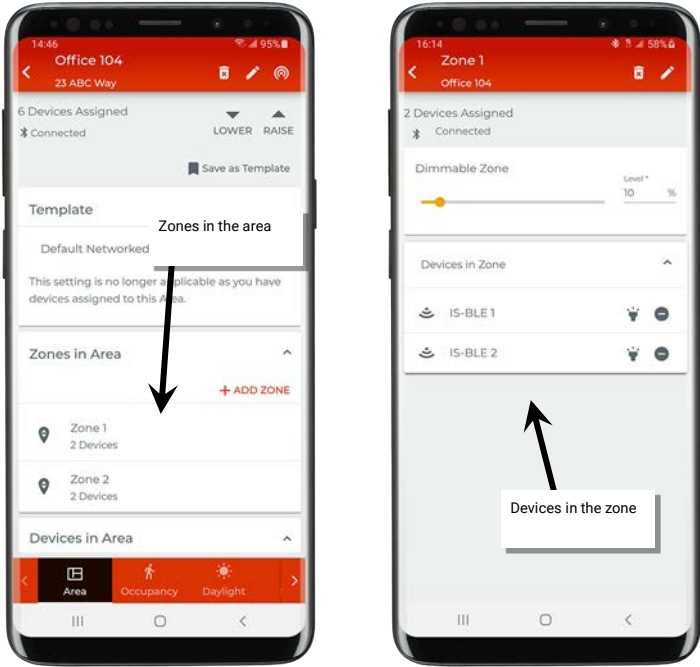 14:46
95%
Office 104
23 ABC Way
6 Devices Assigned
Connected
LOWER RAISE
Save as Template
Template
Default Networked
This setting is no longer applicable as you have
devices assigned to this Area.
Zones in the area
Zones in Area
+ ADD ZONE
Zone 1
2 Devices
Zone 2
2 Devices
Devices in Area
Area
Occupancy
Daylight
16:14
58%
Zone 1
Office 104
2 Devices Assigned
Connected
Dimmable Zone
Level *
10 %
Devices in Zone
IS-BLE 1
IS-BLE 2
Devices in the zone